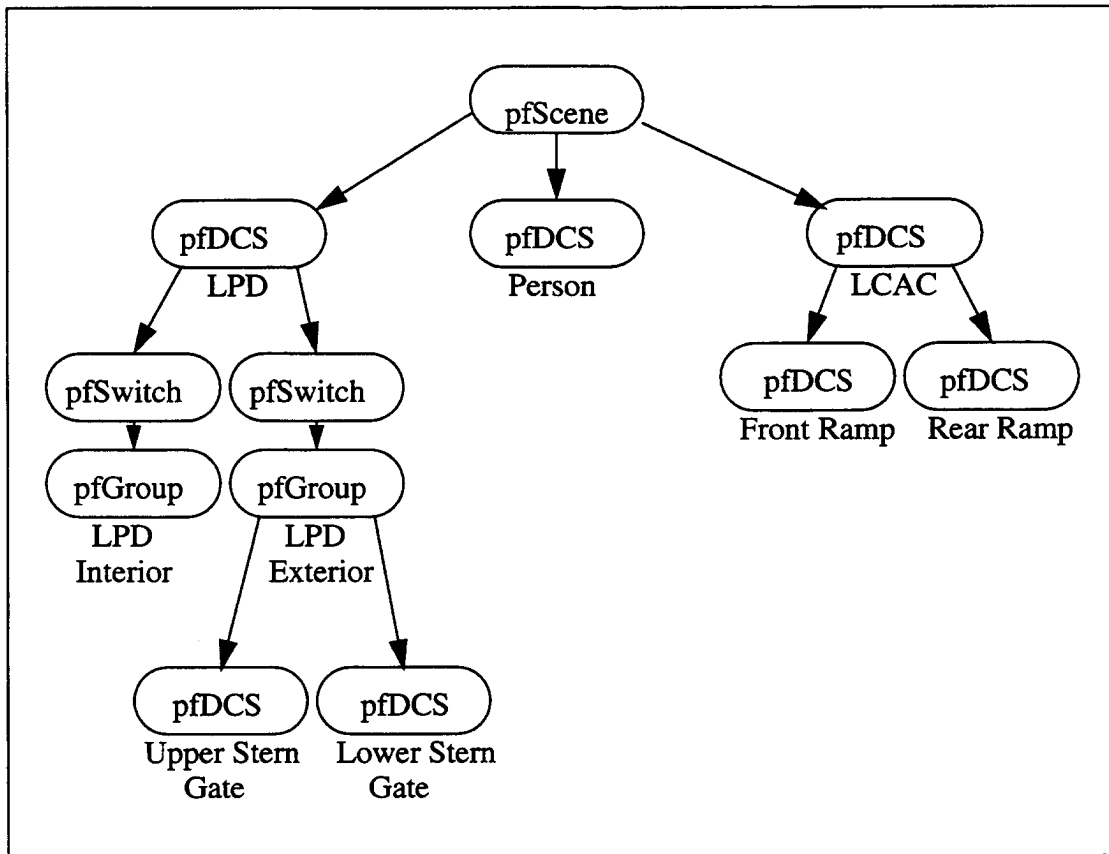 pfScene
pfDCS
LPD
pfDCS
Person
pfDCS
LCAC
pfSwitch
pfSwitch
pfDCS
Front Ramp
pfDCS
Rear Ramp
pfGroup
LPD
Interior
pfGroup
LPD
Exterior
pfDCS
Upper Stern
Gate
pfDCS
Lower Stern
Gate